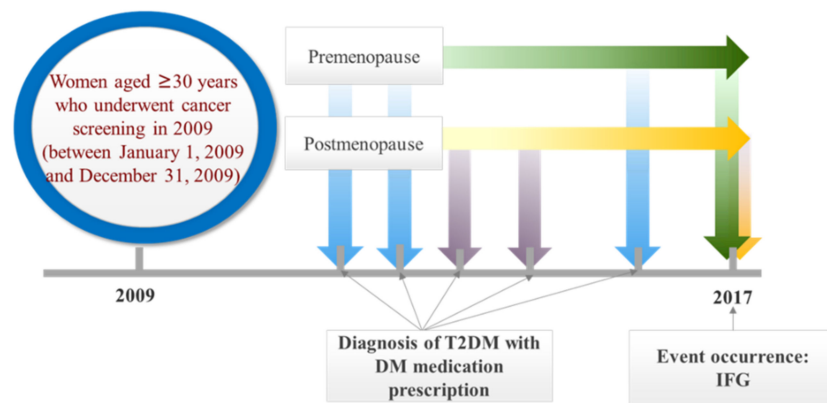 Women aged ≥30 years
who underwent cancer
screening in 2009
(between January 1, 2009
and December 31, 2009)
Premenopause
Postmenopause
2009
2017
Diagnosis of T2DM with
DM medication
prescription
Event occurrence:
IFG